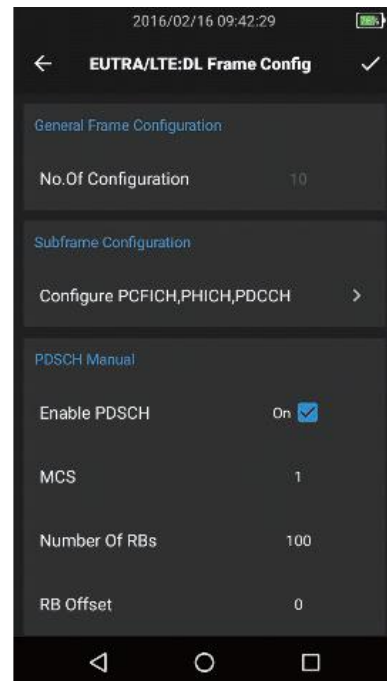 2016/02/16 09:42:29 76%
EUTRA/LTE:DL Frame Config
General Frame Configuration
No.Of Configuration 10
Subframe Configuration
Configure PCFICH,PHICH,PDCCH
PDSCH Manual
Enable PDSCH On
MCS 1
Number Of RBs 100
RB Offset 0